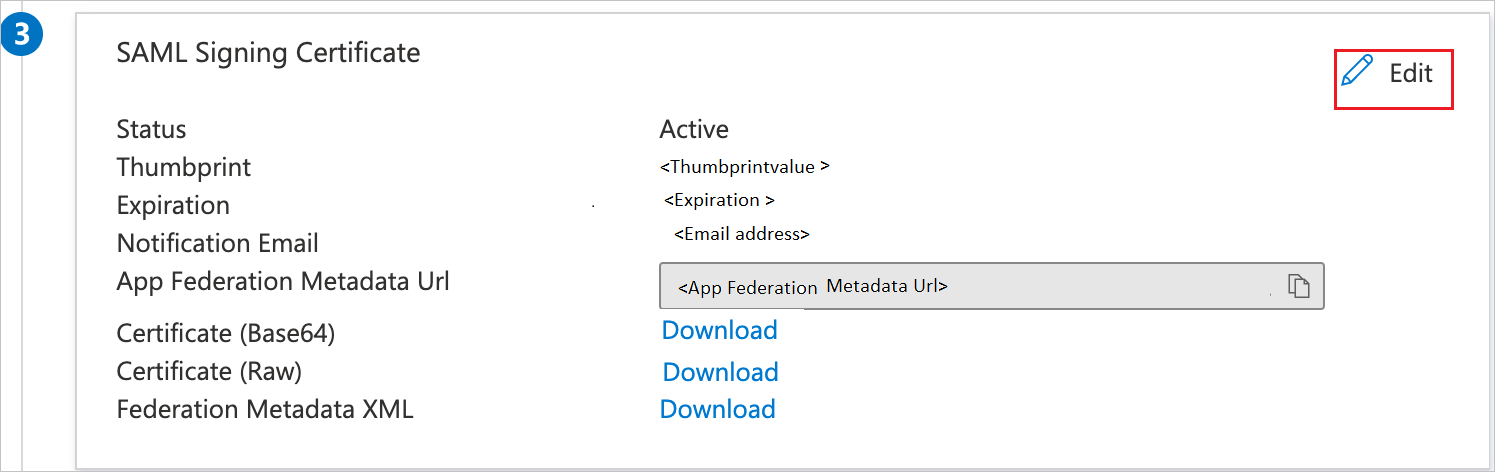 3
SAML Signing Certificate
Edit
Status Active
Thumbprint <Thumbprintvalue >
Expiration . <Expiration >
Notification Email <Email address>
App Federation Metadata Url <App Federation Metadata Url>
Certificate (Base64) Download
Certificate (Raw) Download
Federation Metadata XML Download